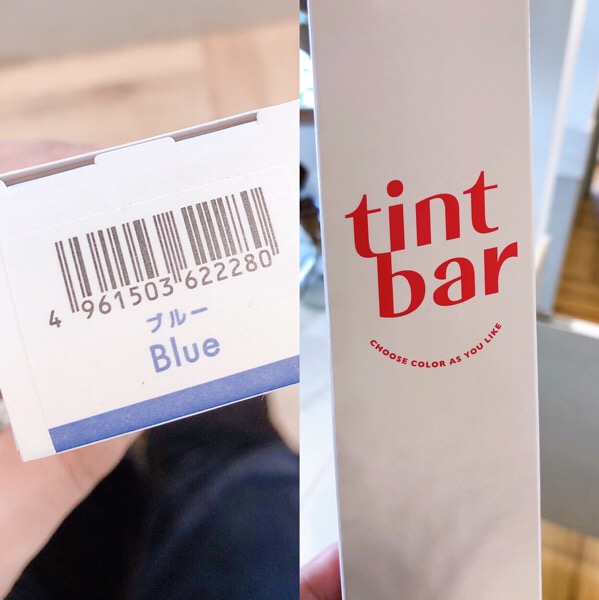 4 961503 622280
ブルー
Blue
tint
bar
CHOOSE COLOR AS YOU LIKE